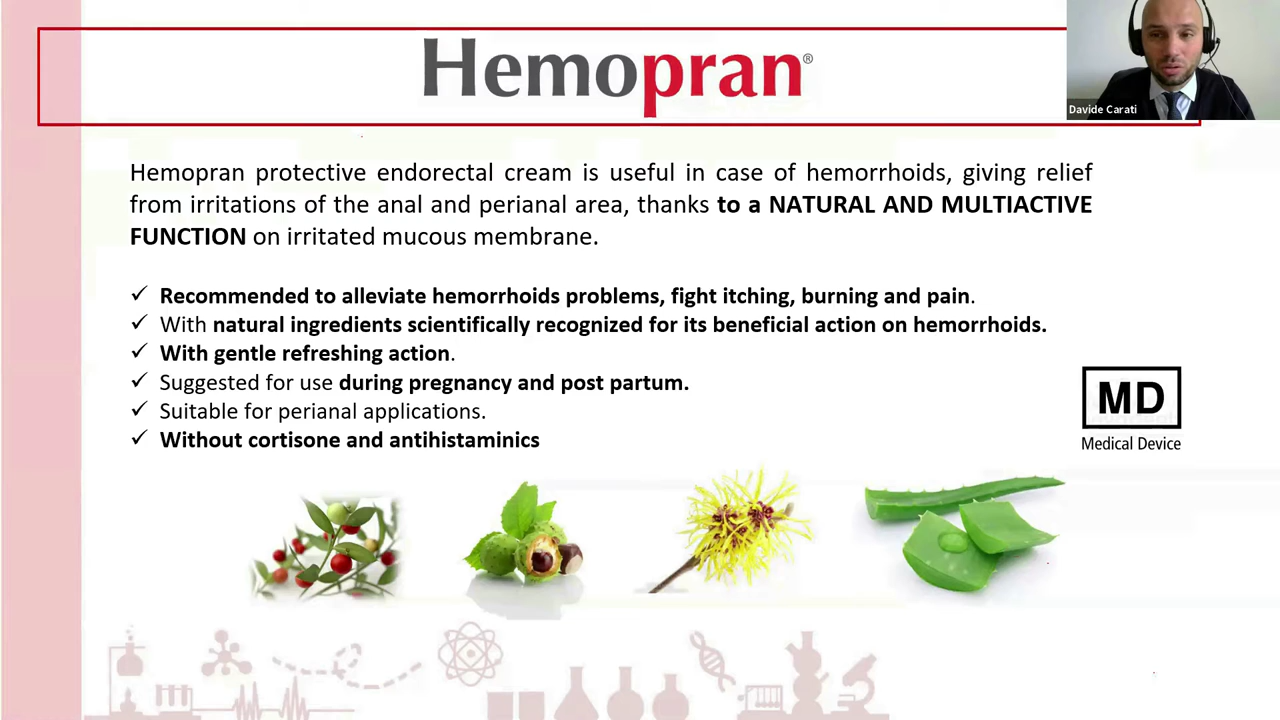 Hemopran®
Davide Carati
Hemopran protective endorectal cream is useful in case of hemorrhoids, giving relief
from irritations of the anal and perianal area, thanks to a NATURAL AND MULTIACTIVE
FUNCTION on irritated mucous membrane.
✓ Recommended to alleviate hemorrhoids problems, fight itching, burning and pain.
✓ With natural ingredients scientifically recognized for its beneficial action on hemorrhoids.
✓ With gentle refreshing action.
✓ Suggested for use during pregnancy and post partum.
✓ Suitable for perianal applications.
✓ Without cortisone and antihistaminics
MD
Medical Device